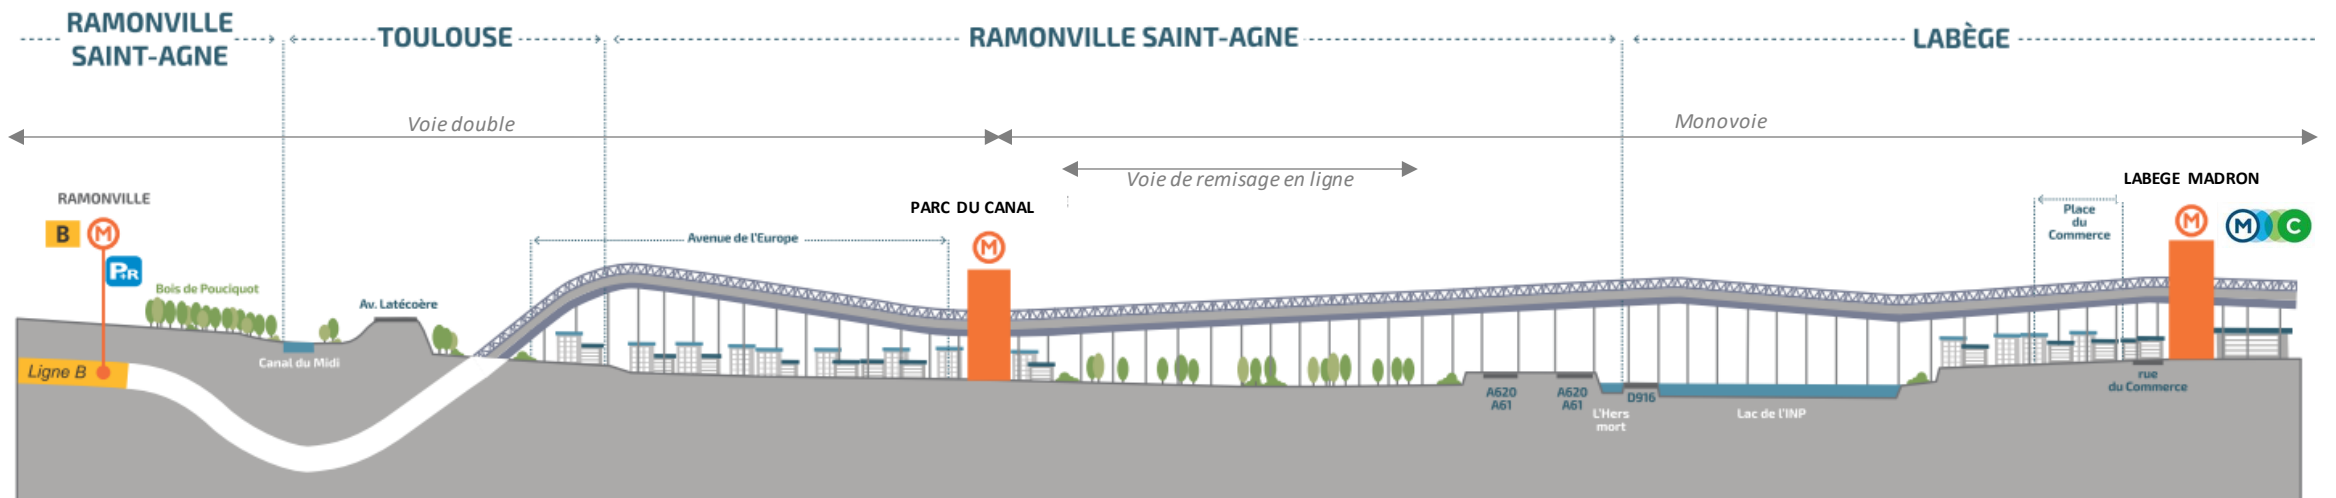 RAMONVILLE
SAINT-AGNE
TOULOUSE
RAMONVILLE SAINT-AGNE
LABÈGE
Voie double
Monovoie
Voie de remisage en ligne
RAMONVILLE
B
M
P+R
Bois de Pouciquot
Canal du Midi
Av. Latécoère
Ligne B
Avenue de l'Europe
PARC DU CANAL
M
A620
A61
A620
A61
L'Hers
mort
D916
Lac de l'INP
Place
du
Commerce
rue
du Commerce
LABEGE MADRON
M
M
C